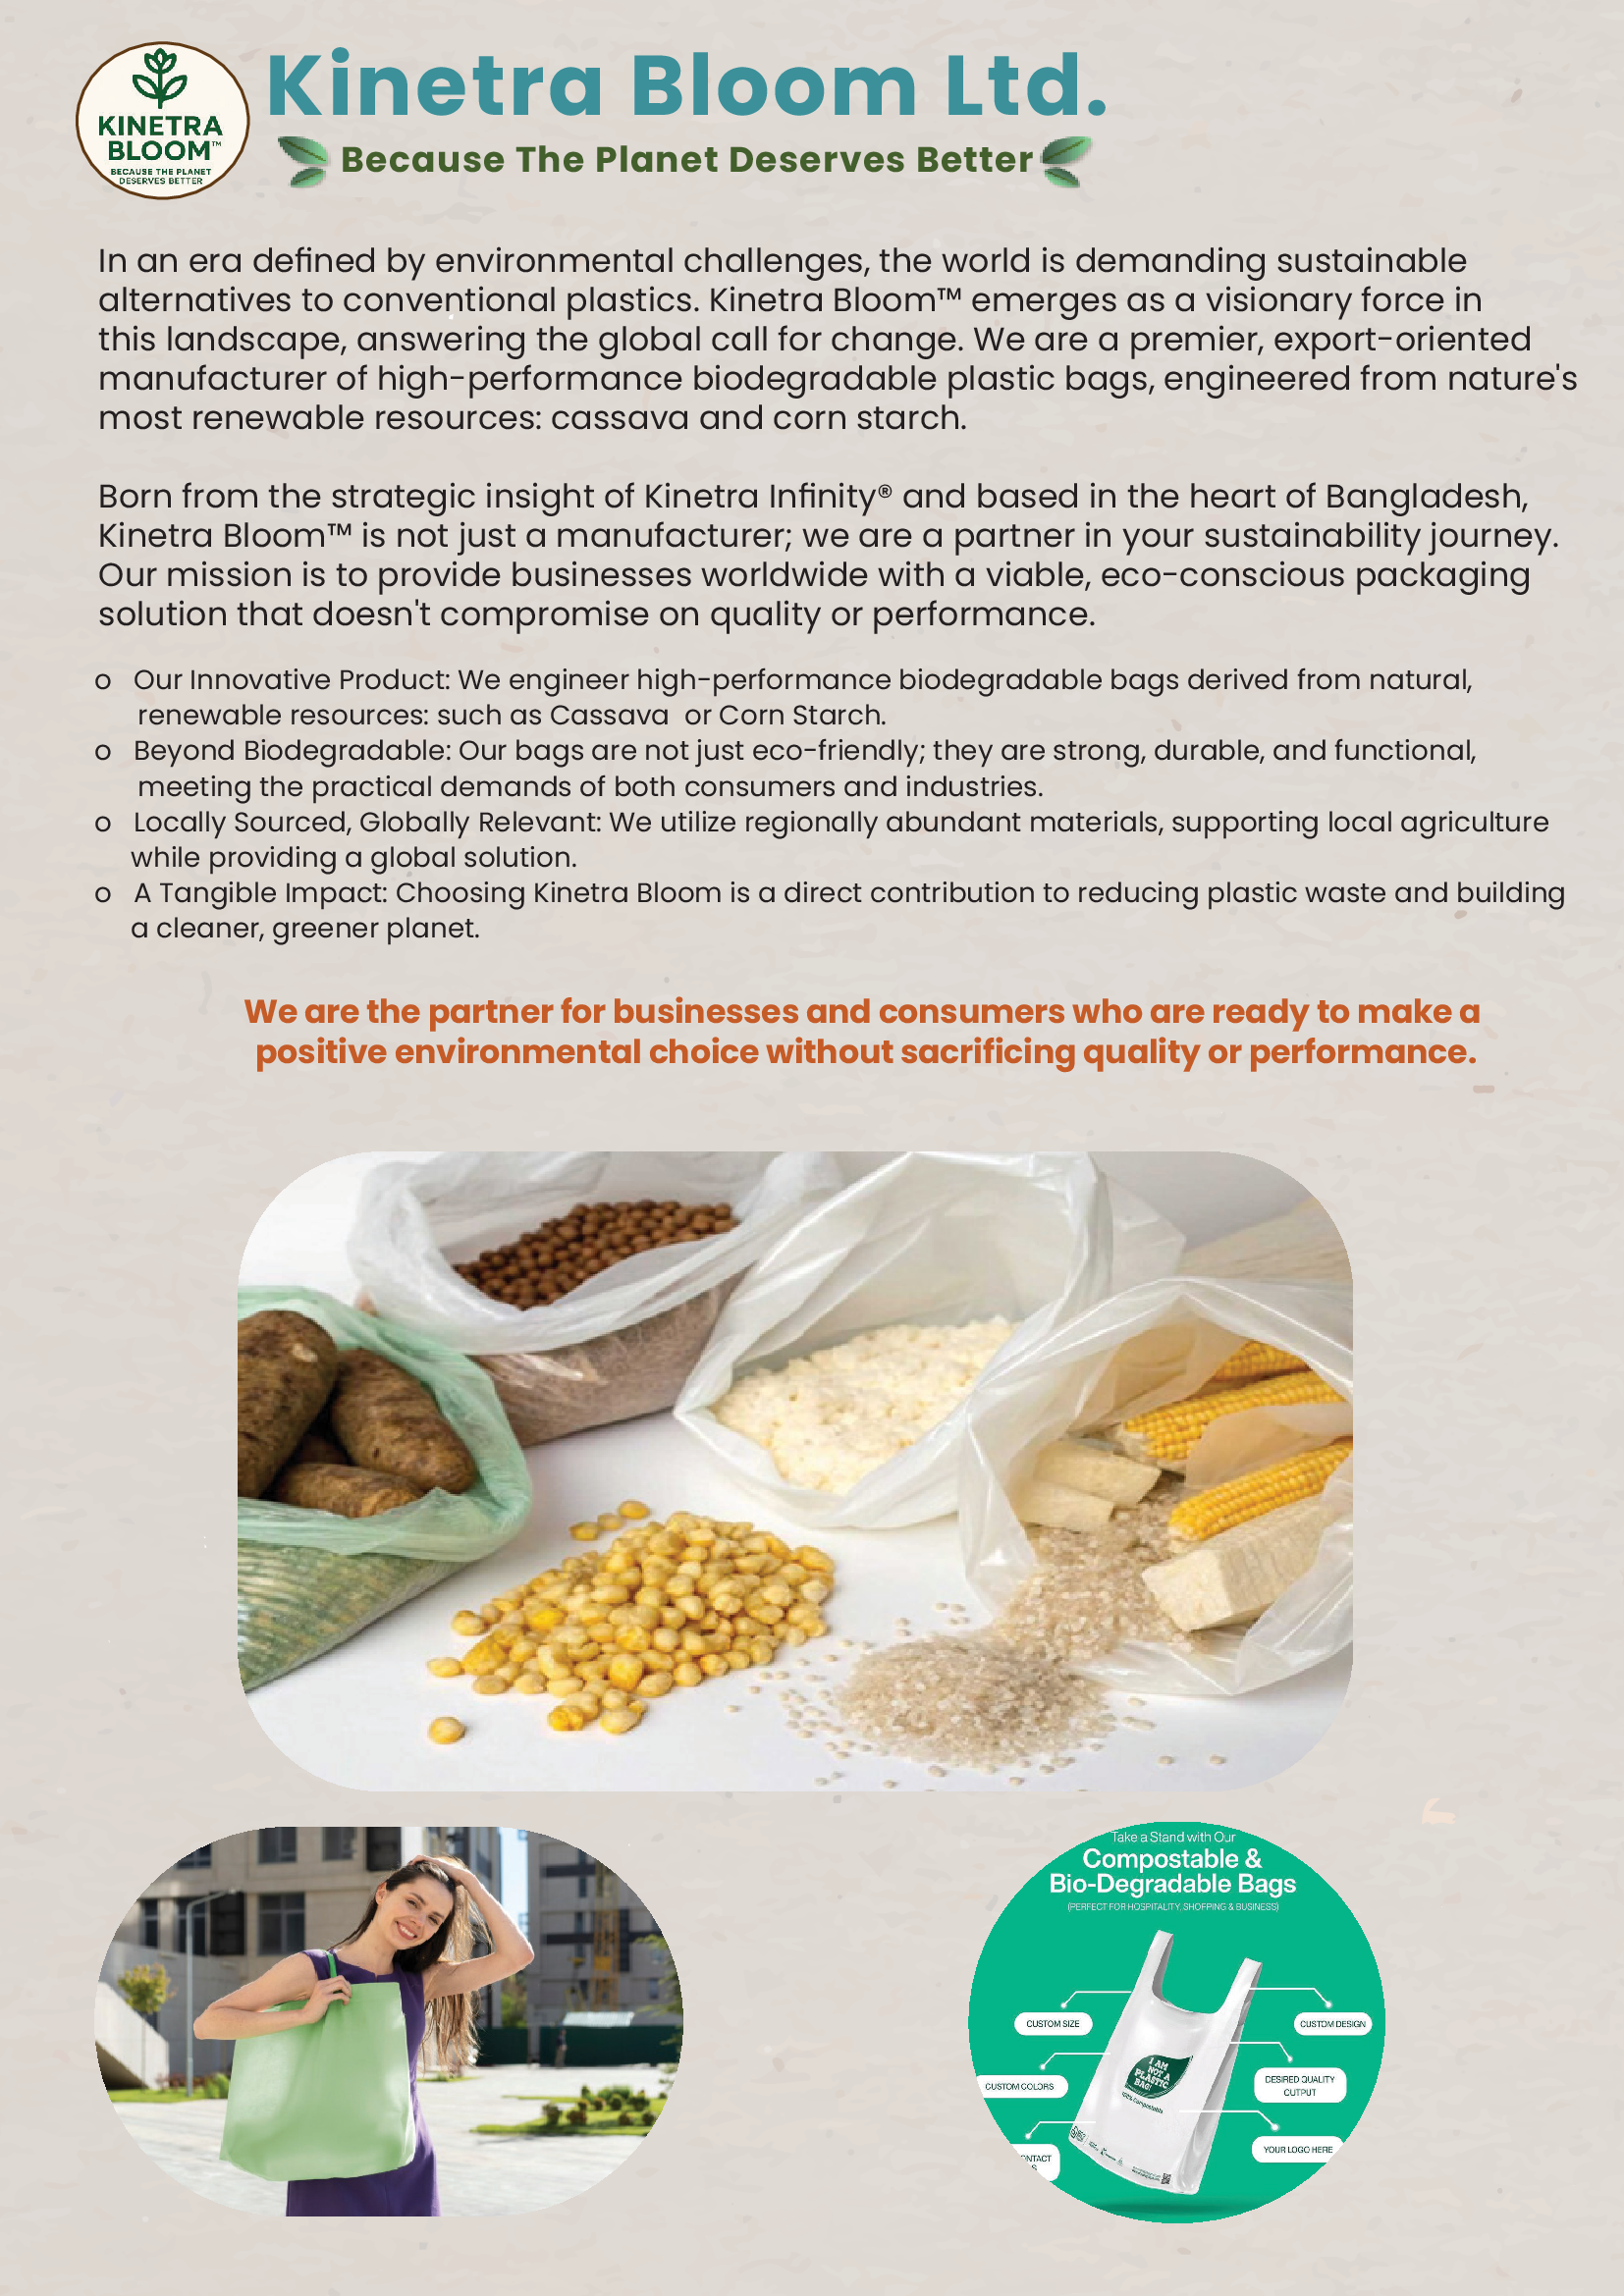 KINETRA
BLOOM™
BECAUSE THE PLANET
DESERVES BETTER
Kinetra Bloom Ltd.
Because The Planet Deserves Better
In an era defined by environmental challenges, the world is demanding sustainable
alternatives to conventional plastics. Kinetra Bloom™ emerges as a visionary force in
this landscape, answering the global call for change. We are a premier, export-oriented
manufacturer of high-performance biodegradable plastic bags, engineered from nature's
most renewable resources: cassava and corn starch.
Born from the strategic insight of Kinetra Infinity® and based in the heart of Bangladesh,
Kinetra Bloom™ is not just a manufacturer; we are a partner in your sustainability journey.
Our mission is to provide businesses worldwide with a viable, eco-conscious packaging
solution that doesn't compromise on quality or performance.
o Our Innovative Product: We engineer high-performance biodegradable bags derived from natural,
renewable resources: such as Cassava or Corn Starch.
o Beyond Biodegradable: Our bags are not just eco-friendly; they are strong, durable, and functional,
meeting the practical demands of both consumers and industries.
o Locally Sourced, Globally Relevant: We utilize regionally abundant materials, supporting local agriculture
while providing a global solution.
o A Tangible Impact: Choosing Kinetra Bloom is a direct contribution to reducing plastic waste and building
a cleaner, greener planet.
We are the partner for businesses and consumers who are ready to make a
positive environmental choice without sacrificing quality or performance.
Take a Stand with Our
Compostable &
Bio-Degradable Bags
(PERFECT FOR HOSPITALITY, SHOPPING & BUSINESS)
CUSTOM SIZE
CUSTOM DESIGN
CUSTOM COLORS
DESIRED QUALITY
OUTPUT
YOUR LOGO HERE
I AM
NOT A
PLASTIC
BAG!
100% Compostable